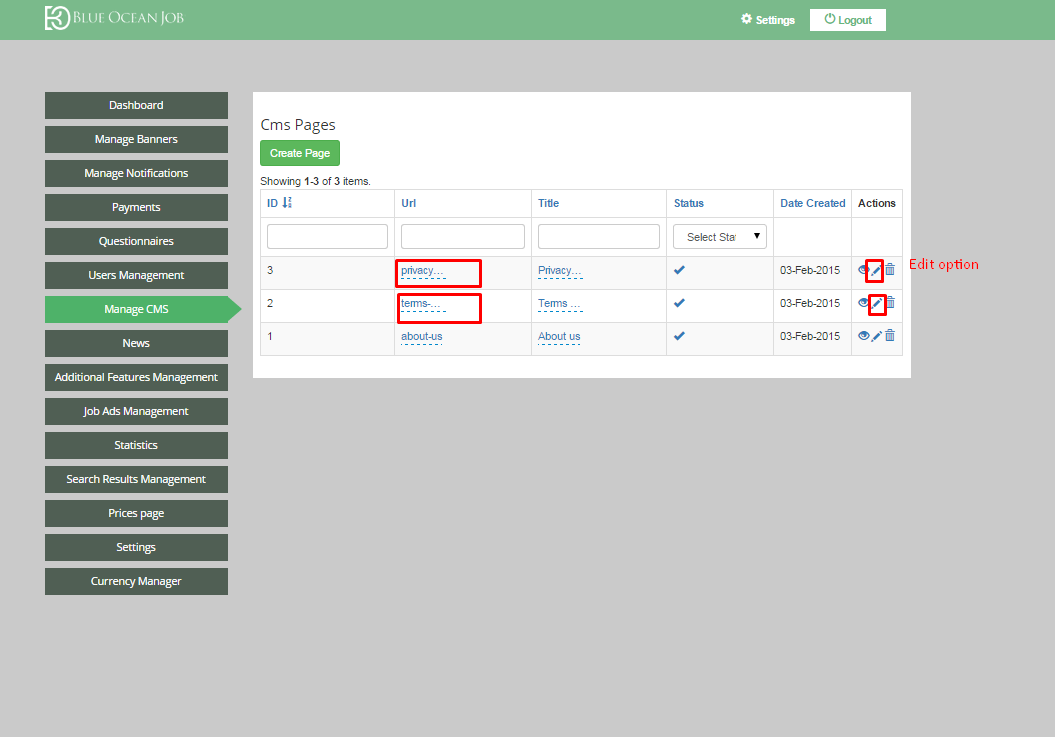 BLUE OCEAN JOB
Settings
Logout
Dashboard
Manage Banners
Manage Notifications
Payments
Questionnaires
Users Management
Manage CMS
News
Additional Features Management
Job Ads Management
Statistics
Search Results Management
Prices page
Settings
Currency Manager
Cms Pages
Create Page
Showing 1-3 of 3 items.
ID Url Title Status Date Created Actions
Select Stat
3 privacy... Privacy... 03-Feb-2015
Edit option
2 terms-... Terms ... 03-Feb-2015
1 about-us About us 03-Feb-2015